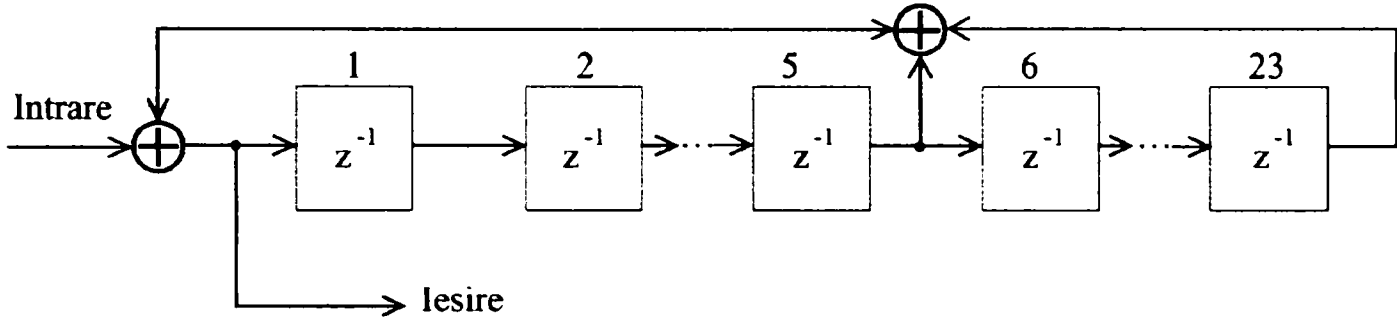 1 2 5 6 23
Intrare
z⁻¹ z⁻¹ ... z⁻¹ z⁻¹ ... z⁻¹
Iesire